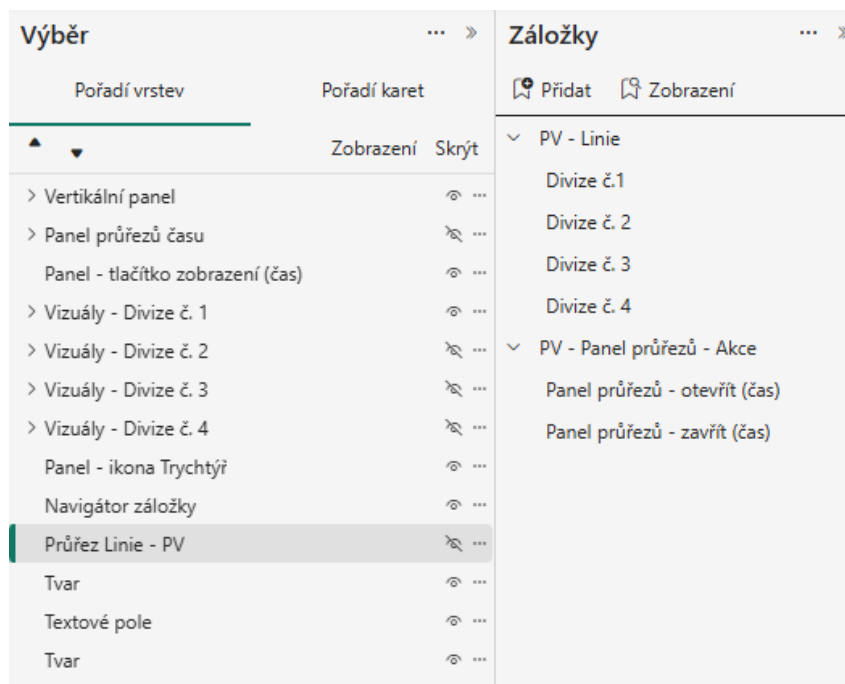 Výběr
Pořadí vrstev Pořadí karet
Zobrazení Skrýt
Vertikální panel
Panel průřezů času
Panel - tlačítko zobrazení (čas)
Vizuály - Divize č. 1
Vizuály - Divize č. 2
Vizuály - Divize č. 3
Vizuály - Divize č. 4
Panel - ikona Trychtýř
Navigátor záložky
Průřez Linie - PV
Tvar
Textové pole
Tvar
Záložky
Přidat Zobrazení
PV - Linie
Divize č.1
Divize č. 2
Divize č. 3
Divize č. 4
PV - Panel průřezů - Akce
Panel průřezů - otevřít (čas)
Panel průřezů - zavřít (čas)